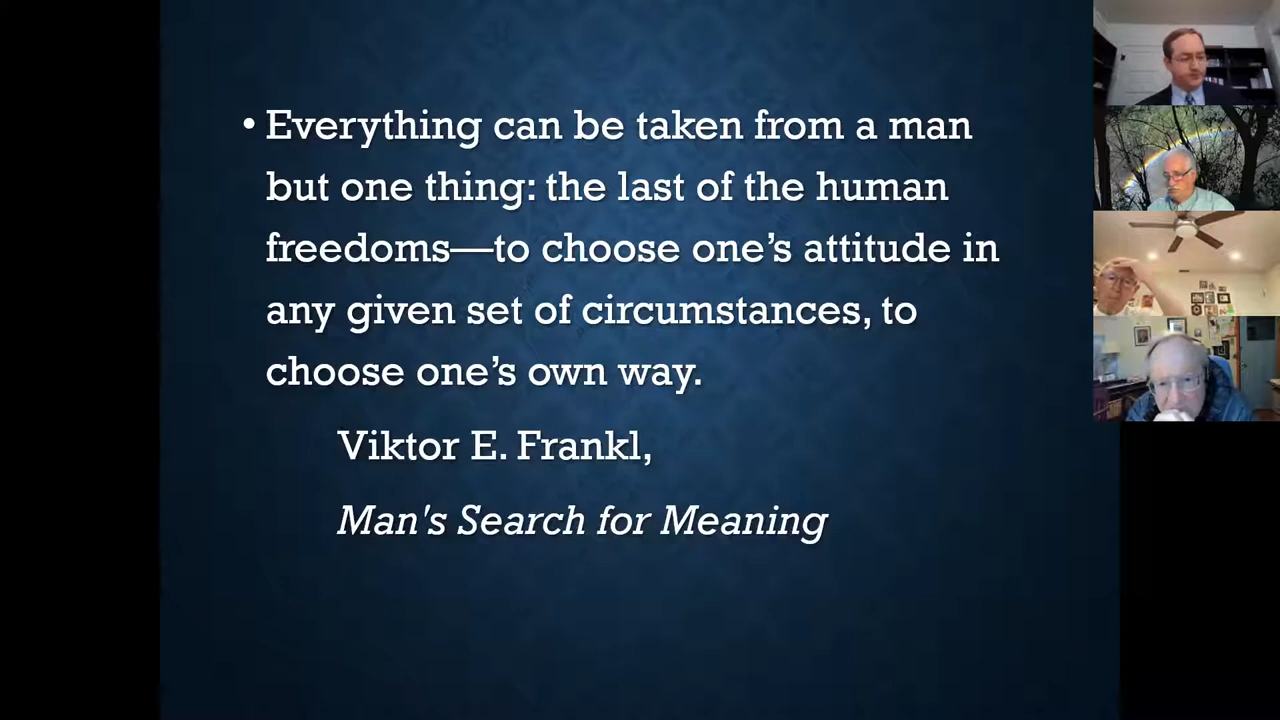 • Everything can be taken from a man
but one thing: the last of the human
freedoms—to choose one’s attitude in
any given set of circumstances, to
choose one’s own way.
Viktor E. Frankl,
Man's Search for Meaning